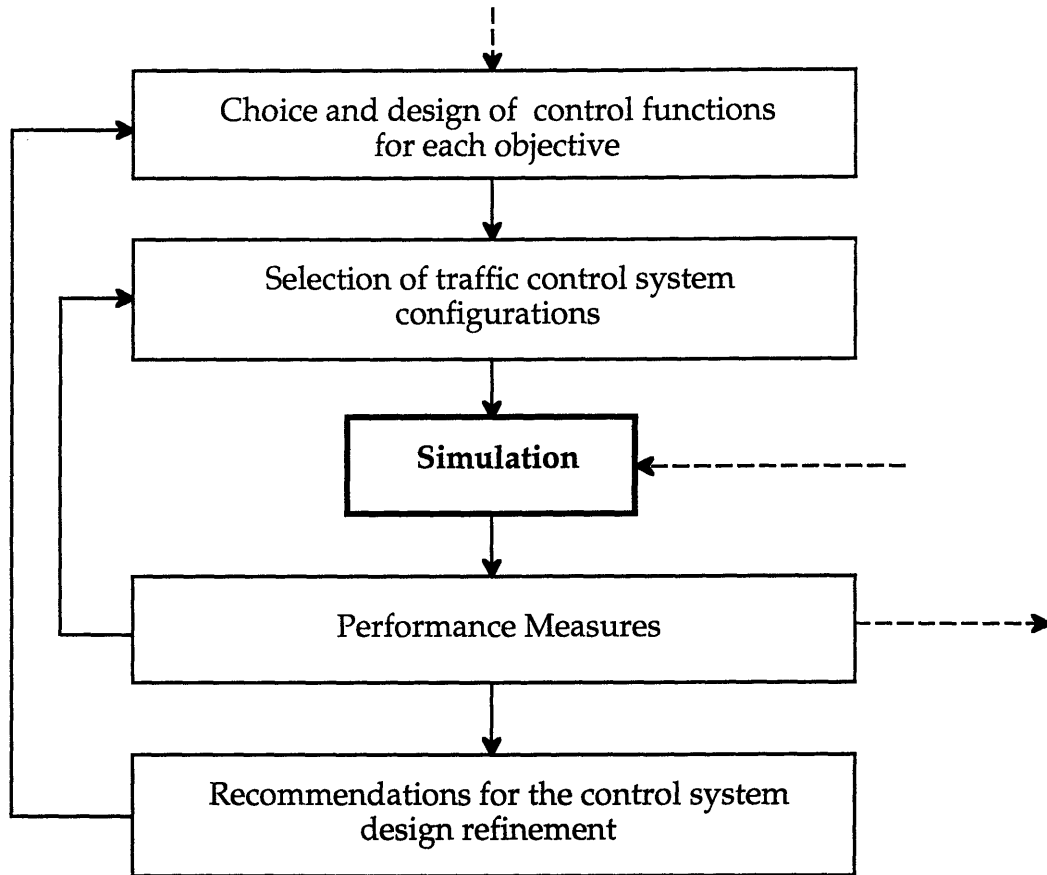 Choice and design of control functions
for each objective
Selection of traffic control system
configurations
Simulation
Performance Measures
Recommendations for the control system
design refinement